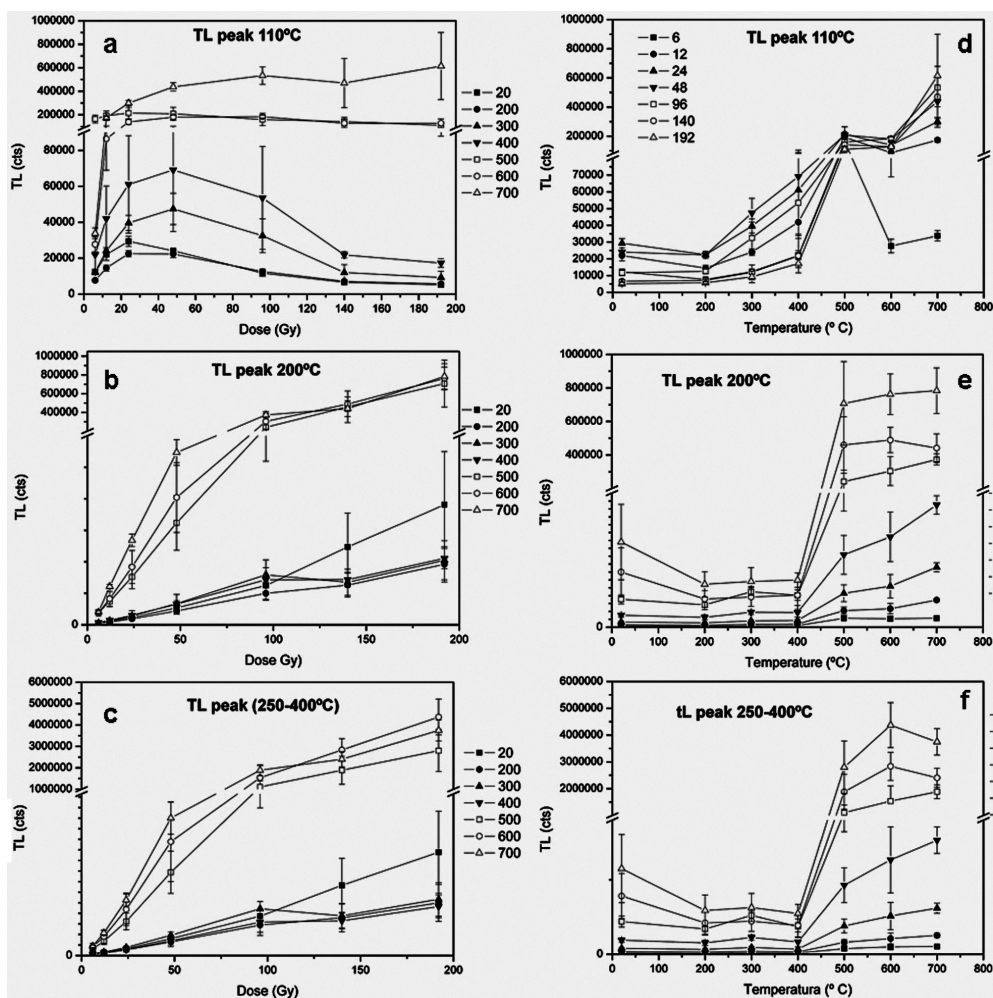 a
TL peak 110ºC
1000000
800000
600000
400000
200000
80000
60000
40000
20000
0
TL (cts)
0 20 40 60 80 100 120 140 160 180 200
Dose (Gy)
20
200
300
400
500
600
700
d
TL peak 110ºC
6
12
24
48
96
140
192
1000000
800000
600000
400000
200000
80000
70000
60000
50000
40000
30000
20000
10000
0
TL (cts)
0 100 200 300 400 500 600 700 800
Temperature (º C)
b
TL peak 200ºC
1000000
900000
800000
700000
600000
500000
400000
0
TL (cts)
0 50 100 150 200
Dose Gy)
20
200
300
400
500
600
700
e
TL peak 200ºC
1000000
800000
600000
400000
0
TL (cts)
0 100 200 300 400 500 600 700 800
Temperature (º C)
c
TL peak (250-400ºC)
6000000
5000000
4000000
3000000
2000000
1000000
0
TL (cts)
0 50 100 150 200
Dose (Gy)
20
200
300
400
500
600
700
f
tL peak 250-400ºC
6000000
5000000
4000000
3000000
2000000
1000000
0
TL (cts)
0 100 200 300 400 500 600 700 800
Temperatura (º C)